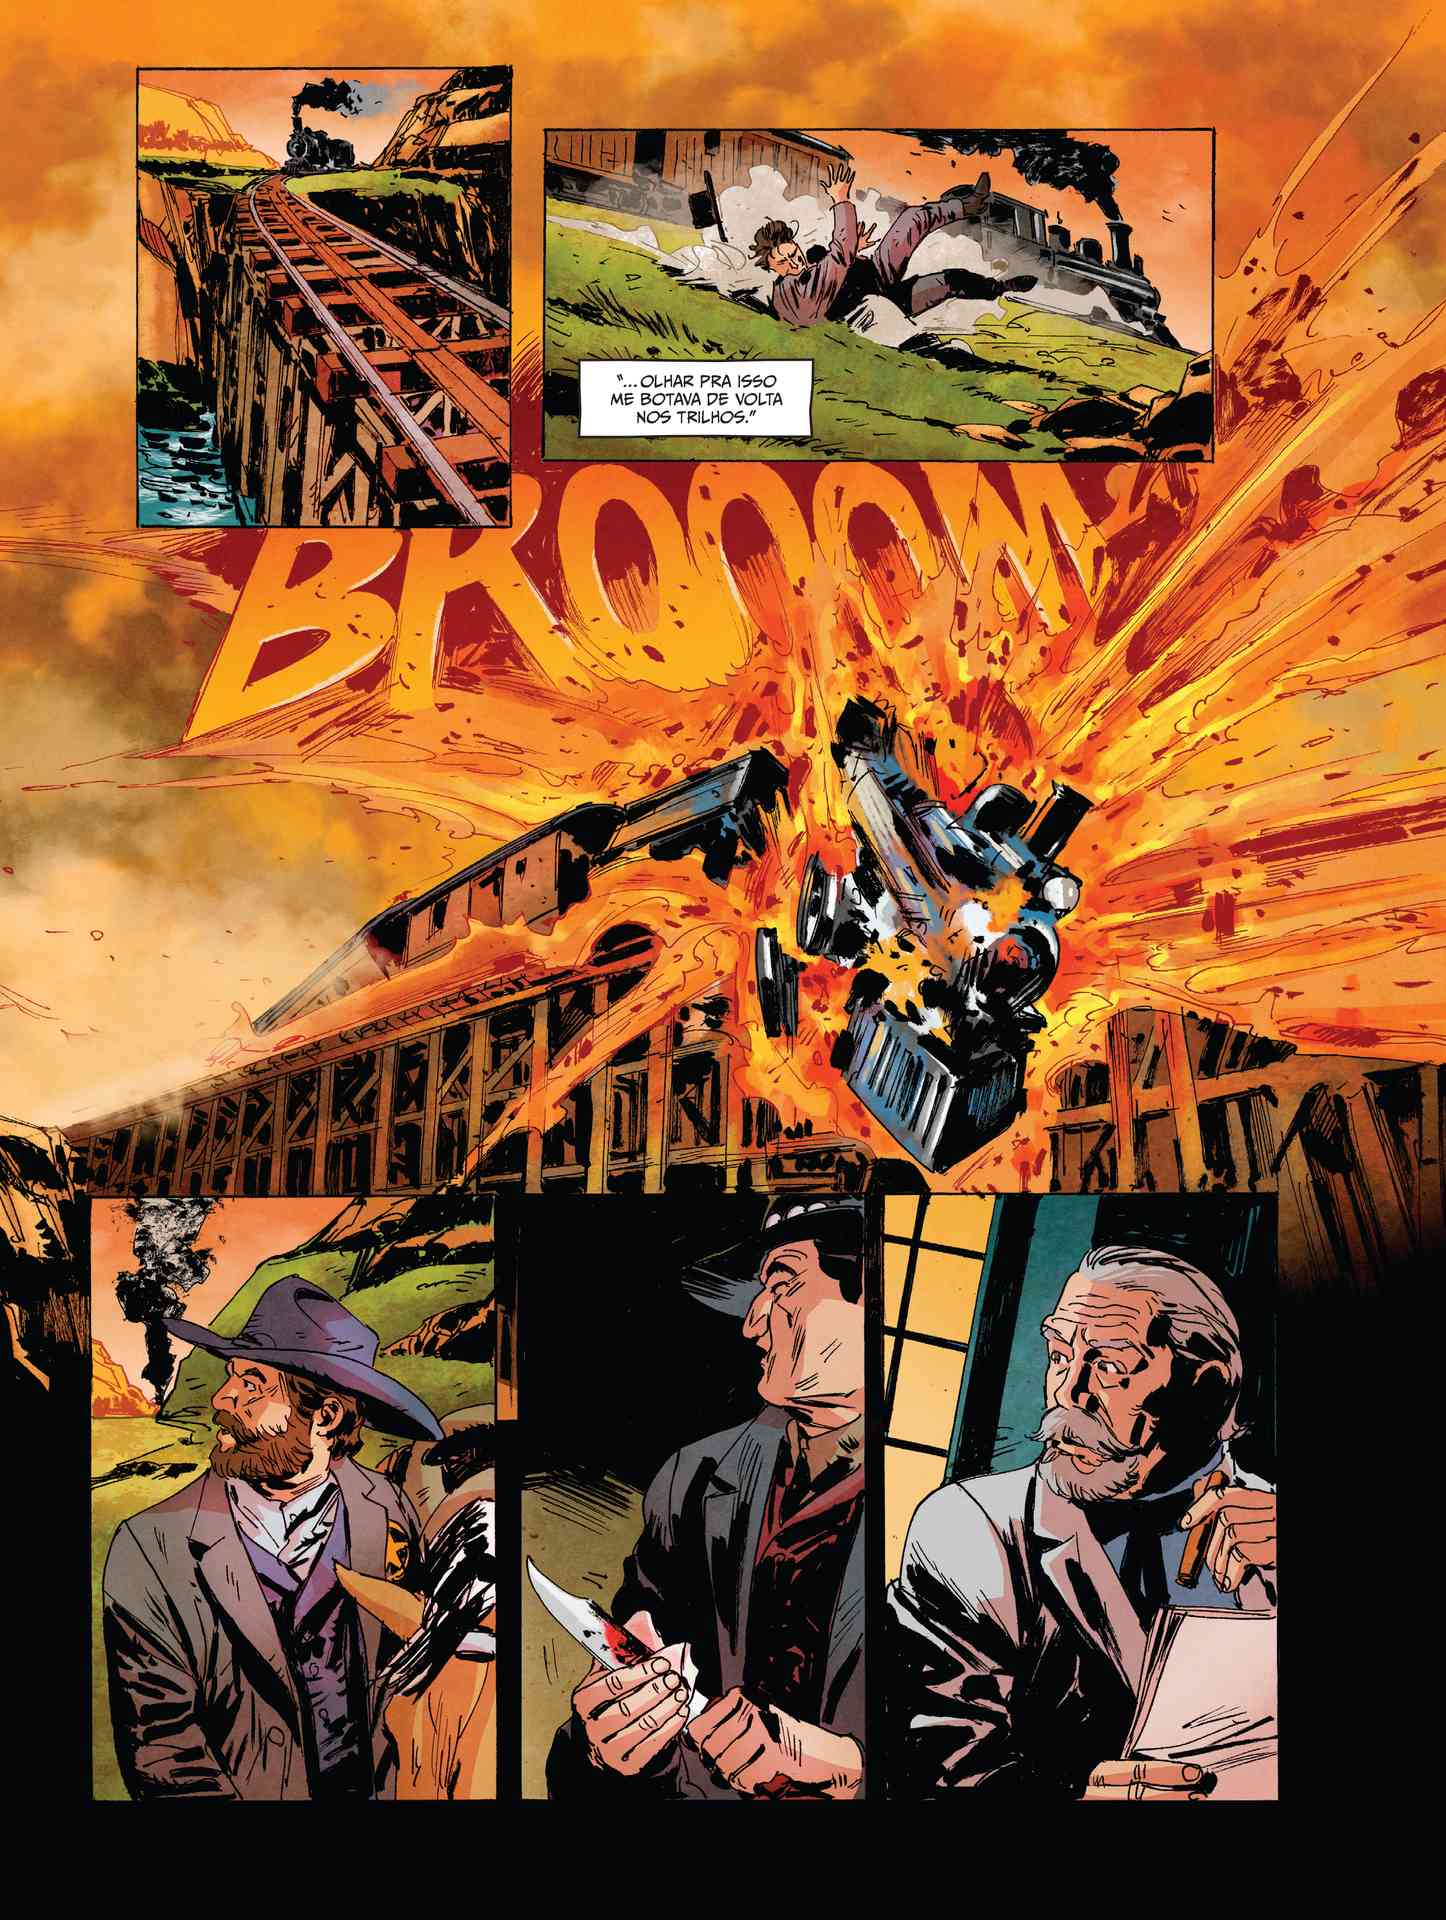 "...OLHAR PRA ISSO
ME BOTAVA DE VOLTA
NOS TRILHOS."
BROOOM